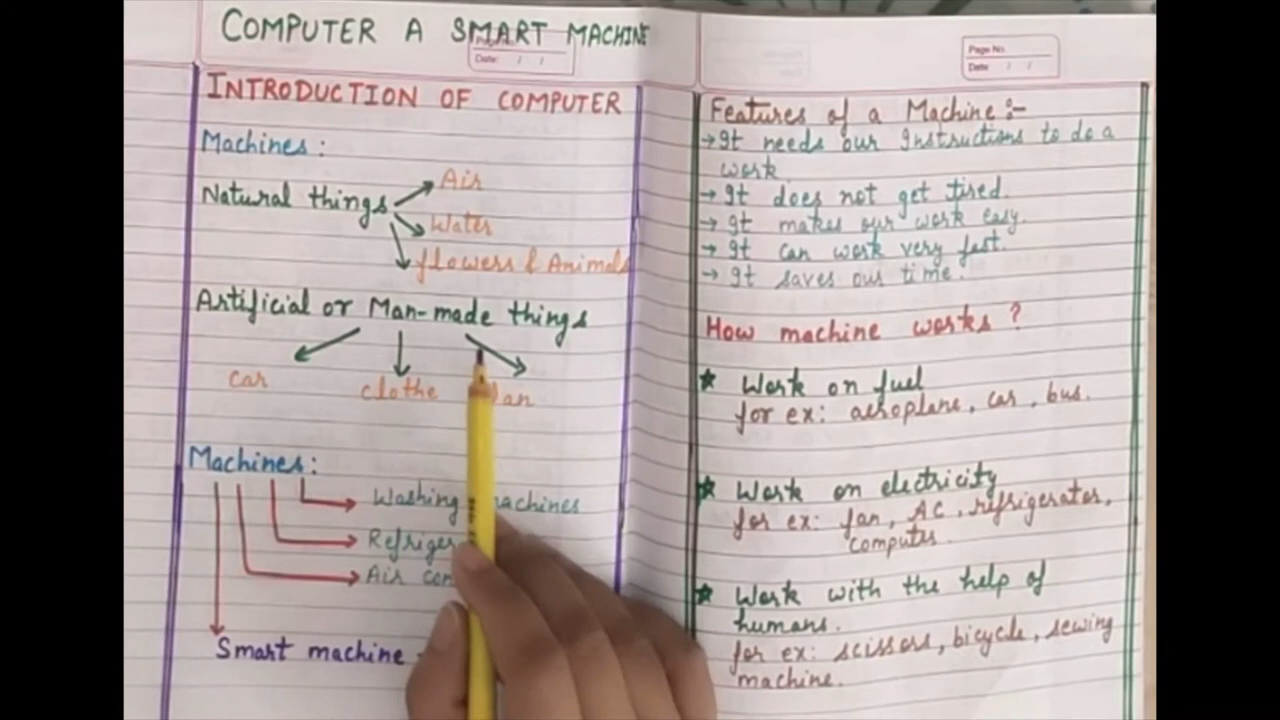 COMPUTER A SMART MACHINE
Date: / /
INTRODUCTION OF COMPUTER
Machines:
Natural things
Air
Water
flowers & Animals
Artificial or Man-made things
car
clothe
Machines:
Washing machines
Air
Smart machine
Page No.
Date: / /
Features of a Machine:-
→It needs our Instructions to do a
work
→ It does not get tired.
→ It makes our work easy.
→ It can work very fast.
→ It saves our time.
How machine works?
★ Work on fuel
for ex: aeroplane, car, bus.
★ Work on electricity
for ex: fan, AC, refrigerator,
computer.
★ Work with the help of
humans.
for ex: scissors, bicycle, sewing
machine.